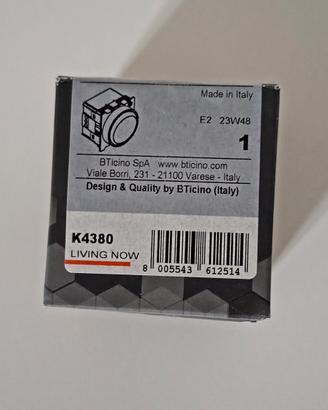 Made in Italy
E2 23W48
1
BTicino SpA www.bticino.com
Viale Borri, 231 - 21100 Varese - Italy
Design & Quality by BTicino (Italy)
K4380
LIVING NOW
8 005543 612514